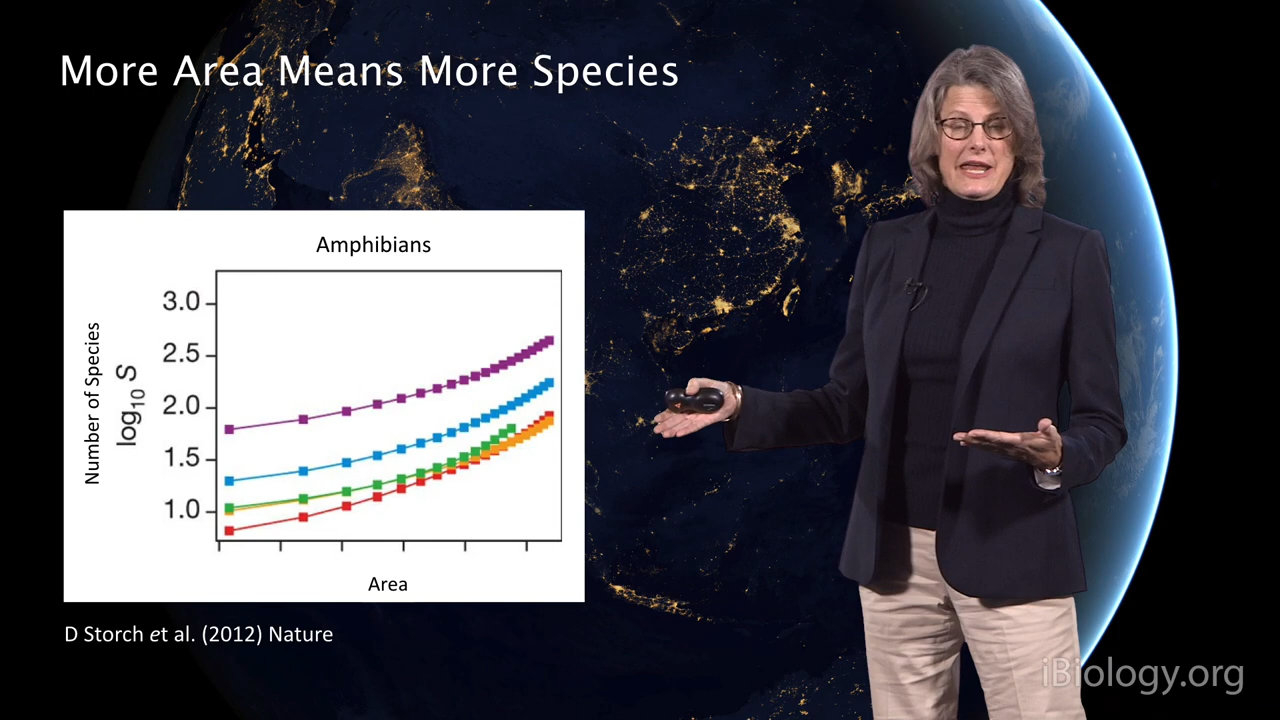 More Area Means More Species
Amphibians
Number of Species
log10 S
3.0
2.5
2.0
1.5
1.0
Area
D Storch et al. (2012) Nature
iBiology.org